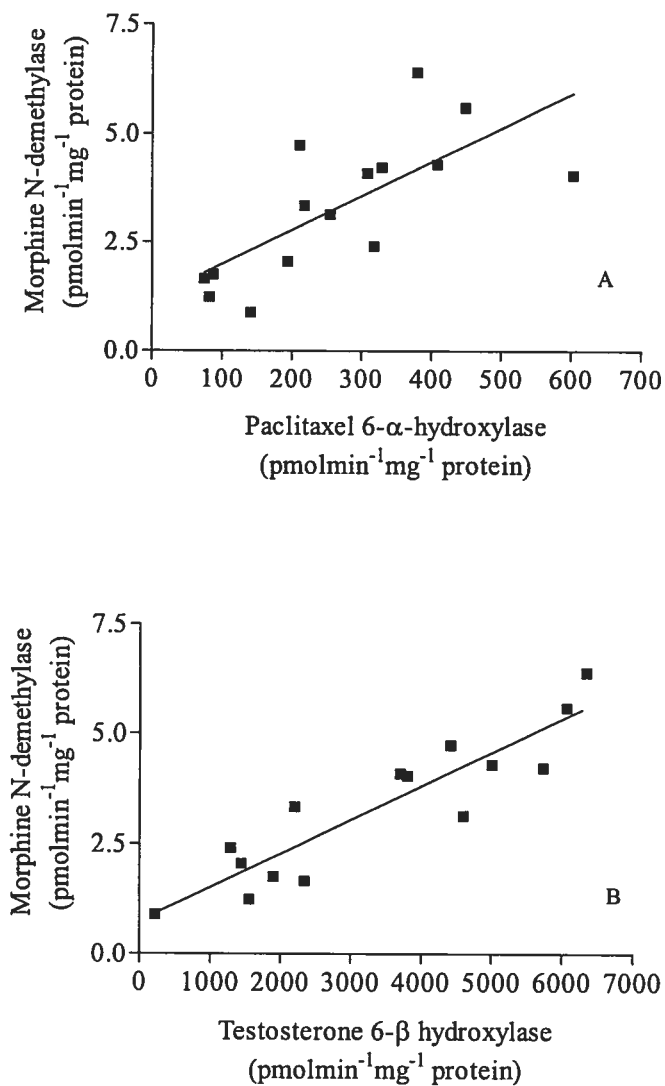 Morphine N-demethylase
(pmolmin⁻¹mg⁻¹ protein)
7.5
5.0
2.5
0.0
A
0 100 200 300 400 500 600 700
Paclitaxel 6-α-hydroxylase
(pmolmin⁻¹mg⁻¹ protein)
Morphine N-demethylase
(pmolmin⁻¹mg⁻¹ protein)
7.5
5.0
2.5
0.0
B
0 1000 2000 3000 4000 5000 6000 7000
Testosterone 6-β hydroxylase
(pmolmin⁻¹mg⁻¹ protein)